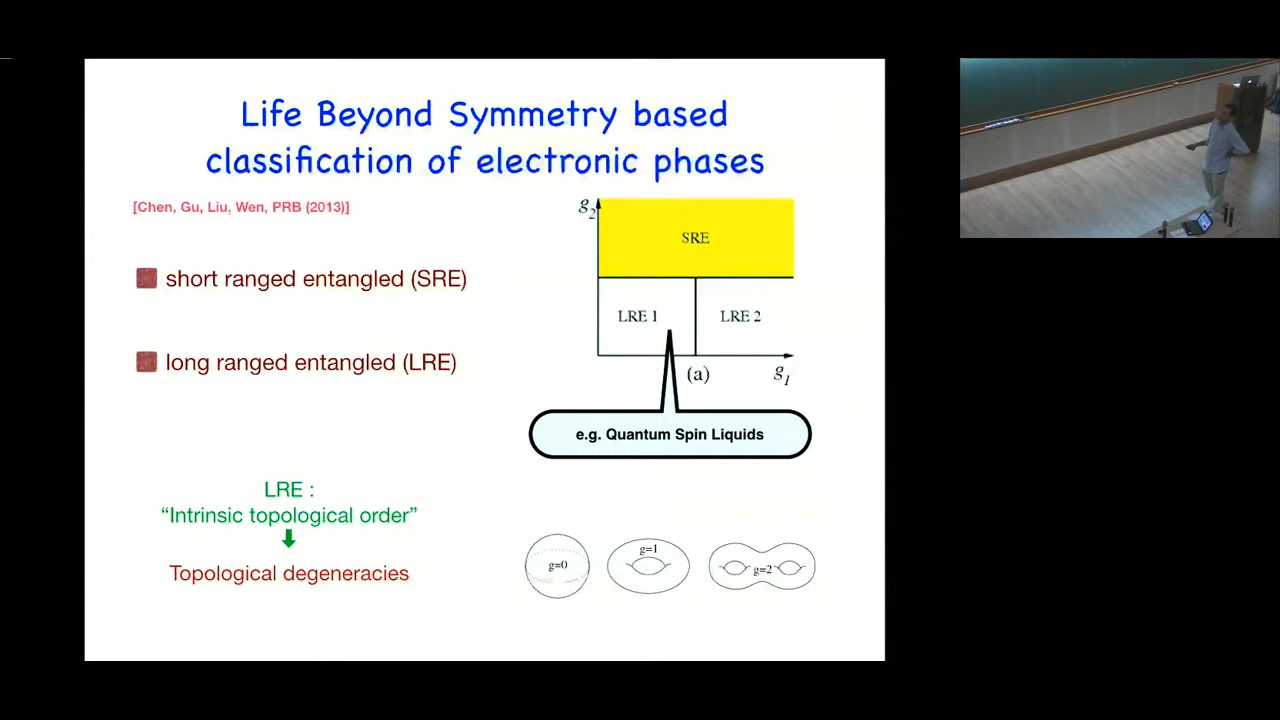 Life Beyond Symmetry based
classification of electronic phases
[Chen, Gu, Liu, Wen, PRB (2013)]
short ranged entangled (SRE)
long ranged entangled (LRE)
g2
SRE
LRE 1
LRE 2
(a)
g1
e.g. Quantum Spin Liquids
LRE :
“Intrinsic topological order”
Topological degeneracies
g=0
g=1
g=2